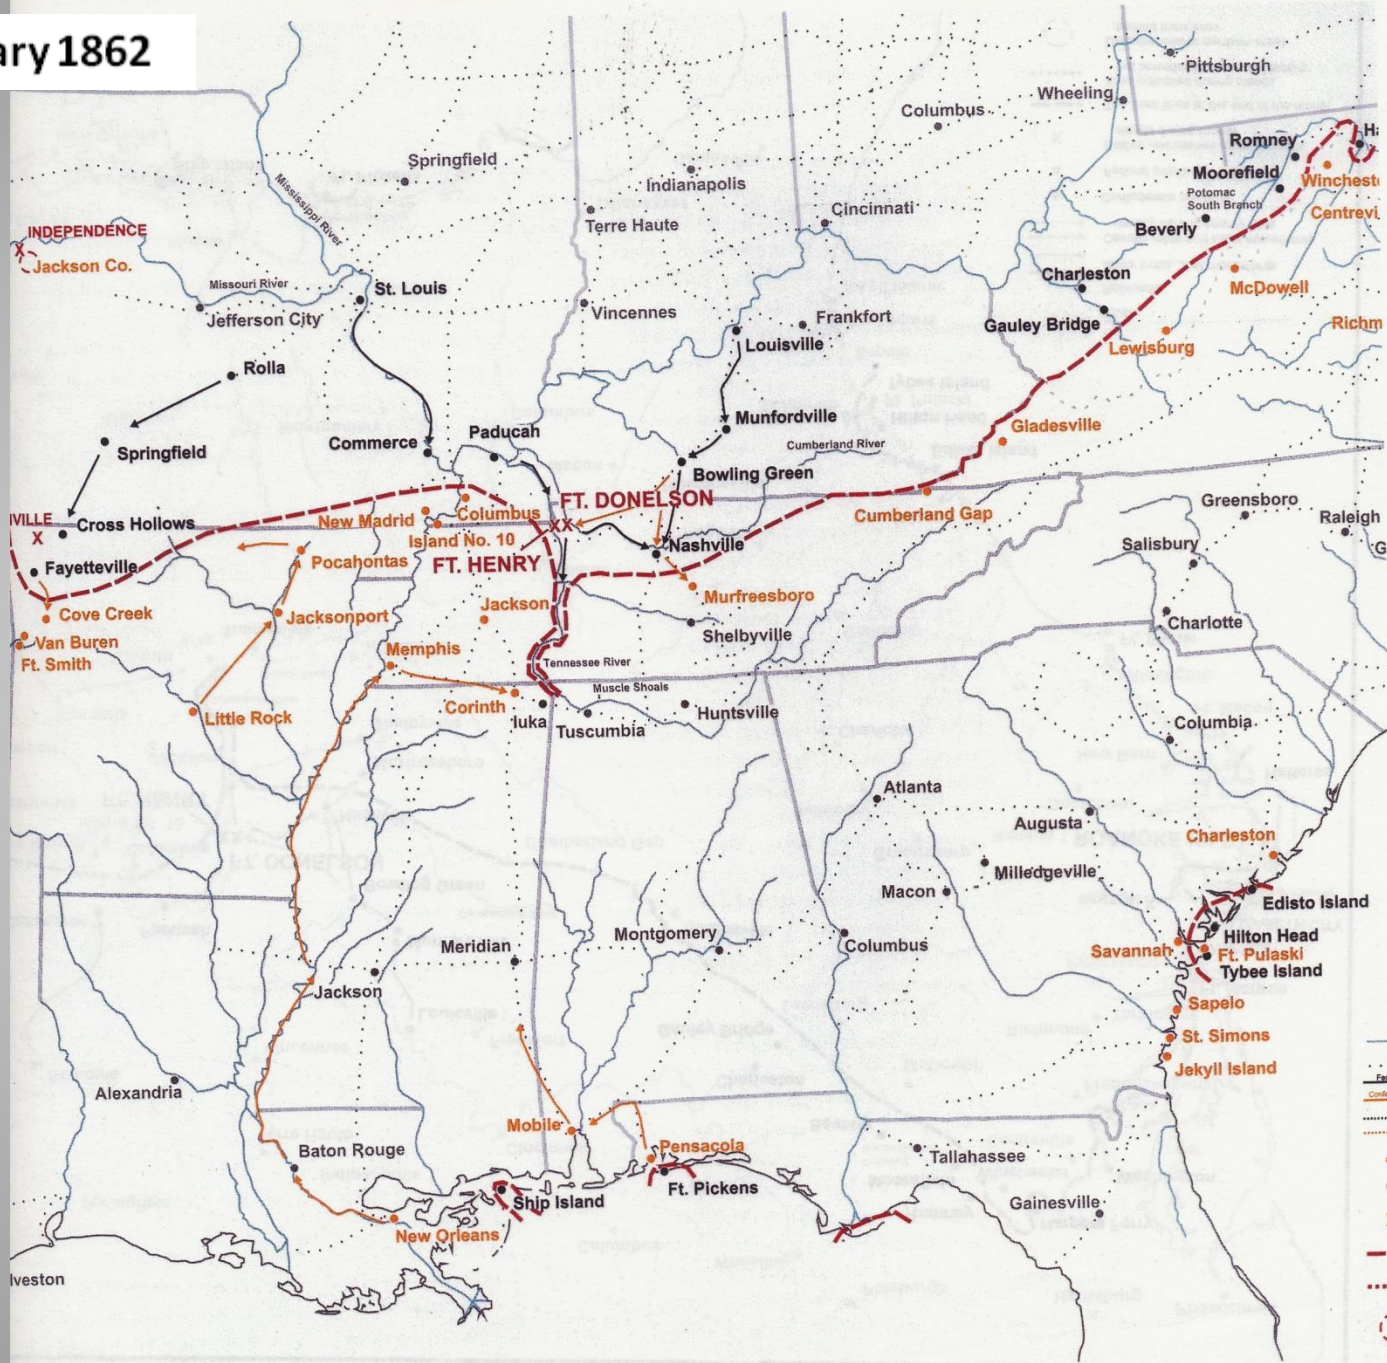 ary 1862
Pittsburgh
Wheeling
Columbus
Romney
Springfield
Indianapolis
Moorefield
Potomac
South Branch
Mississippi River
Cincinnati
Terre Haute
Beverly
INDEPENDENCE
Jackson Co.
Charleston
Missouri River
St. Louis
McDowell
Jefferson City
Vincennes
Frankfort
Gauley Bridge
Louisville
Lewisburg
Rolla
Munfordville
Gladesville
Commerce
Paducah
Cumberland River
Springfield
Bowling Green
FT. DONELSON
XX
Greensboro
New Madrid
Columbus
Cumberland Gap
Raleigh
VILLE
X
Cross Hollows
Island No. 10
Nashville
Salisbury
Pocahontas
FT. HENRY
Fayetteville
Murfreesboro
Cove Creek
Jacksonport
Jackson
Shelbyville
Charlotte
Van Buren
Ft. Smith
Memphis
Tennessee River
Muscle Shoals
Little Rock
Corinth
Iuka
Tuscumbia
Huntsville
Columbia
Atlanta
Augusta
Charleston
Milledgeville
Macon
Edisto Island
Meridian
Montgomery
Columbus
Hilton Head
Savannah
Ft. Pulaski
Tybee Island
Jackson
Sapelo
St. Simons
Jekyll Island
Alexandria
Mobile
Pensacola
Baton Rouge
Tallahassee
Ft. Pickens
Ship Island
Gainesville
New Orleans
lveston